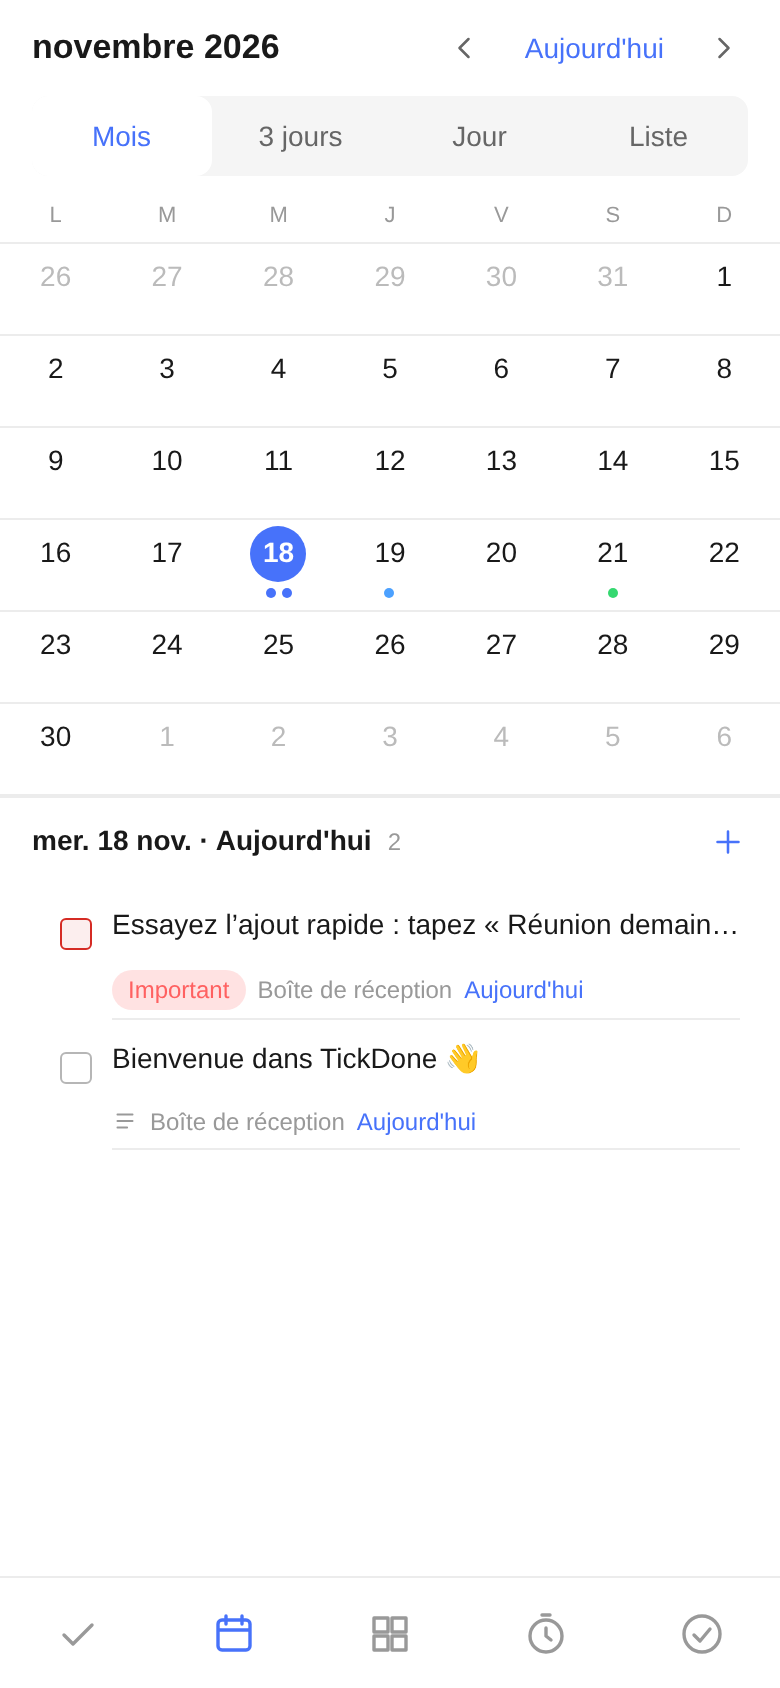 novembre 2026 Aujourd'hui
Mois 3 jours Jour Liste
L M M J V S D
26 27 28 29 30 31 1
2 3 4 5 6 7 8
9 10 11 12 13 14 15
16 17 18 19 20 21 22
23 24 25 26 27 28 29
30 1 2 3 4 5 6
mer. 18 nov. · Aujourd'hui 2
Essayez l’ajout rapide : tapez « Réunion demain…
Important Boîte de réception Aujourd'hui
Bienvenue dans TickDone 👋
Boîte de réception Aujourd'hui